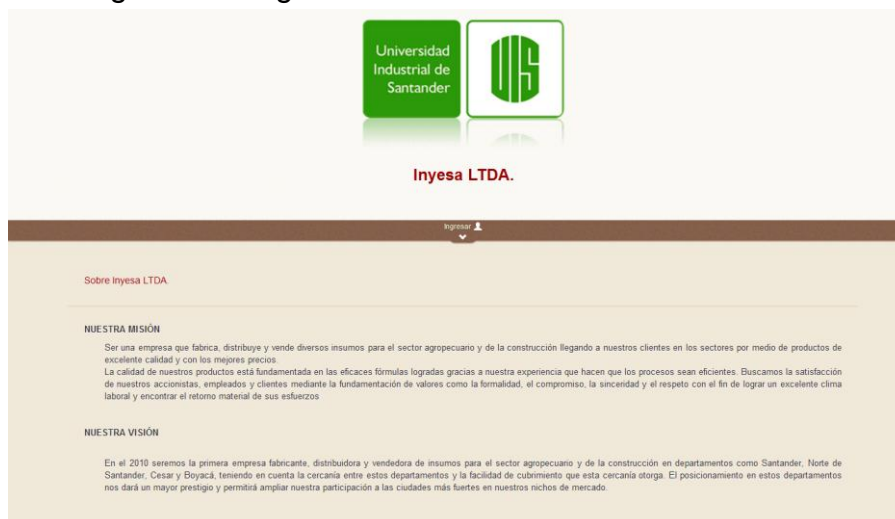 Universidad
Industrial de
Santander
UIS
Inyesa LTDA.
Ingresar
Sobre Inyesa LTDA.
NUESTRA MISIÓN
Ser una empresa que fabrica, distribuye y vende diversos insumos para el sector agropecuario y de la construcción llegando a nuestros clientes en los sectores por medio de productos de
excelente calidad y con los mejores precios.
La calidad de nuestros productos está fundamentada en las eficaces fórmulas logradas gracias a nuestra experiencia que hacen que los procesos sean eficientes. Buscamos la satisfacción
de nuestros accionistas, empleados y clientes mediante la fundamentación de valores como la formalidad, el compromiso, la sinceridad y el respeto con el fin de lograr un excelente clima
laboral y encontrar el retorno material de sus esfuerzos
NUESTRA VISIÓN
En el 2010 seremos la primera empresa fabricante, distribuidora y vendedora de insumos para el sector agropecuario y de la construcción en departamentos como Santander, Norte de
Santander, Cesar y Boyacá, teniendo en cuenta la cercanía entre estos departamentos y la facilidad de cubrimiento que esta cercanía otorga. El posicionamiento en estos departamentos
nos dará un mayor prestigio y permitirá ampliar nuestra participación a las ciudades más fuertes en nuestros nichos de mercado.